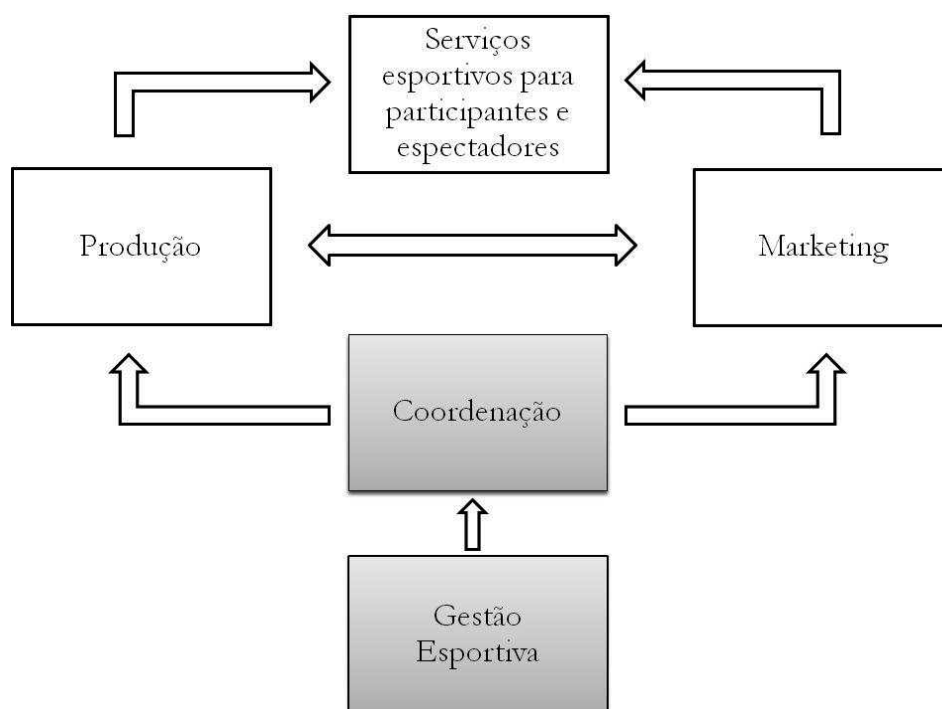 Serviços
esportivos para
participantes e
espectadores
Produção
Marketing
Coordenação
Gestão
Esportiva